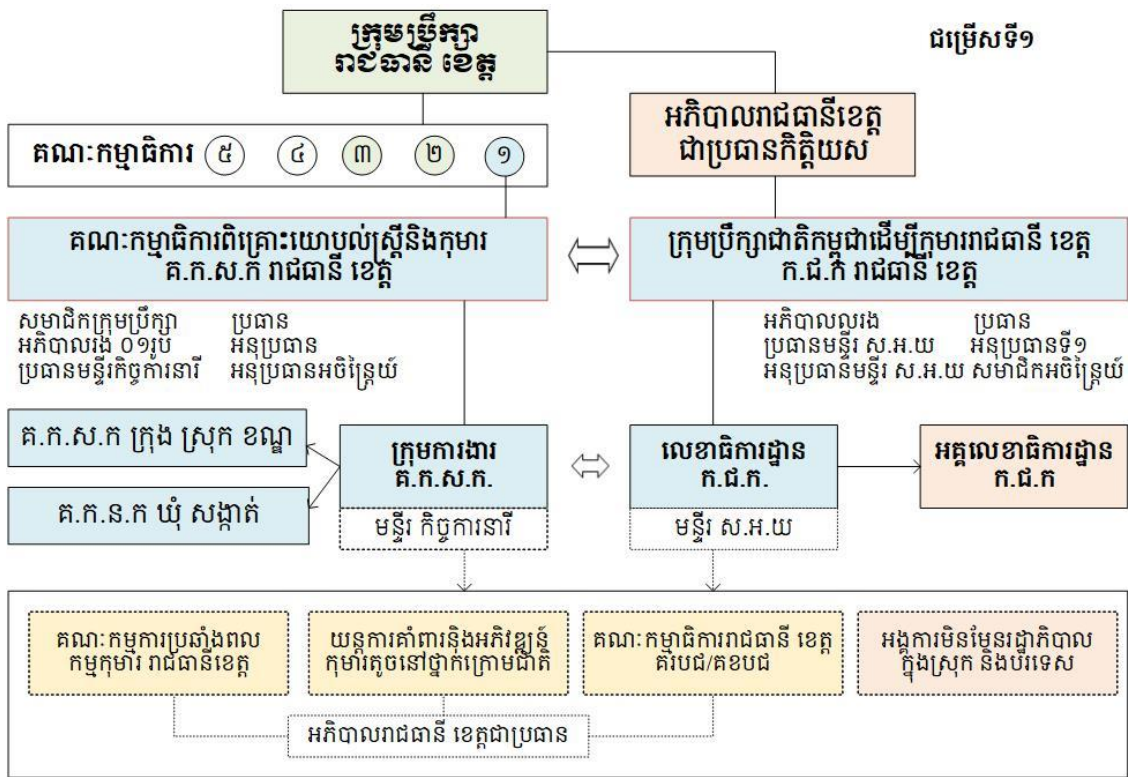 ក្រុមប្រឹក្សា
រាជធានី ខេត្ត
ជម្រើសទី១
អភិបាលរាជធានីខេត្ត
ជាប្រធានកិត្តិយស
គណៈកម្មាធិការ ៥ ៤ ៣ ២ ១
គណៈកម្មាធិការពិគ្រោះយោបល់ស្ត្រីនិងកុមារ
គ.ក.ស.ក រាជធានី ខេត្ត
ក្រុមប្រឹក្សាជាតិកម្ពុជាដើម្បីកុមាររាជធានី ខេត្ត
ក.ជ.ក រាជធានី ខេត្ត
សមាជិកក្រុមប្រឹក្សា ប្រធាន
អភិបាលរង ០១រូប អនុប្រធាន
ប្រធានមន្ទីរកិច្ចការនារី អនុប្រធានអចិន្ត្រៃយ៍
អភិបាលលរង ប្រធាន
ប្រធានមន្ទីរ ស.អ.យ អនុប្រធានទី១
អនុប្រធានមន្ទីរ ស.អ.យ សមាជិកអចិន្ត្រៃយ៍
គ.ក.ស.ក ក្រុង ស្រុក ខណ្ឌ
គ.ក.ន.ក ឃុំ សង្កាត់
ក្រុមការងារ
គ.ក.ស.ក.
មន្ទីរ កិច្ចការនារី
លេខាធិការដ្ឋាន
ក.ជ.ក.
មន្ទីរ ស.អ.យ
អគ្គលេខាធិការដ្ឋាន
ក.ជ.ក
គណៈកម្មការប្រឆាំងពល
កម្មកុមារ រាជធានីខេត្ត
យន្តការគាំពារនិងអភិវឌ្ឍន៍
កុមារតូចនៅថ្នាក់ក្រោមជាតិ
គណៈកម្មាធិការរាជធានី ខេត្ត
គរបជ/គខបជ
អង្គការមិនមែនរដ្ឋាភិបាល
ក្នុងស្រុក និងបរទេស
អភិបាលរាជធានី ខេត្តជាប្រធាន